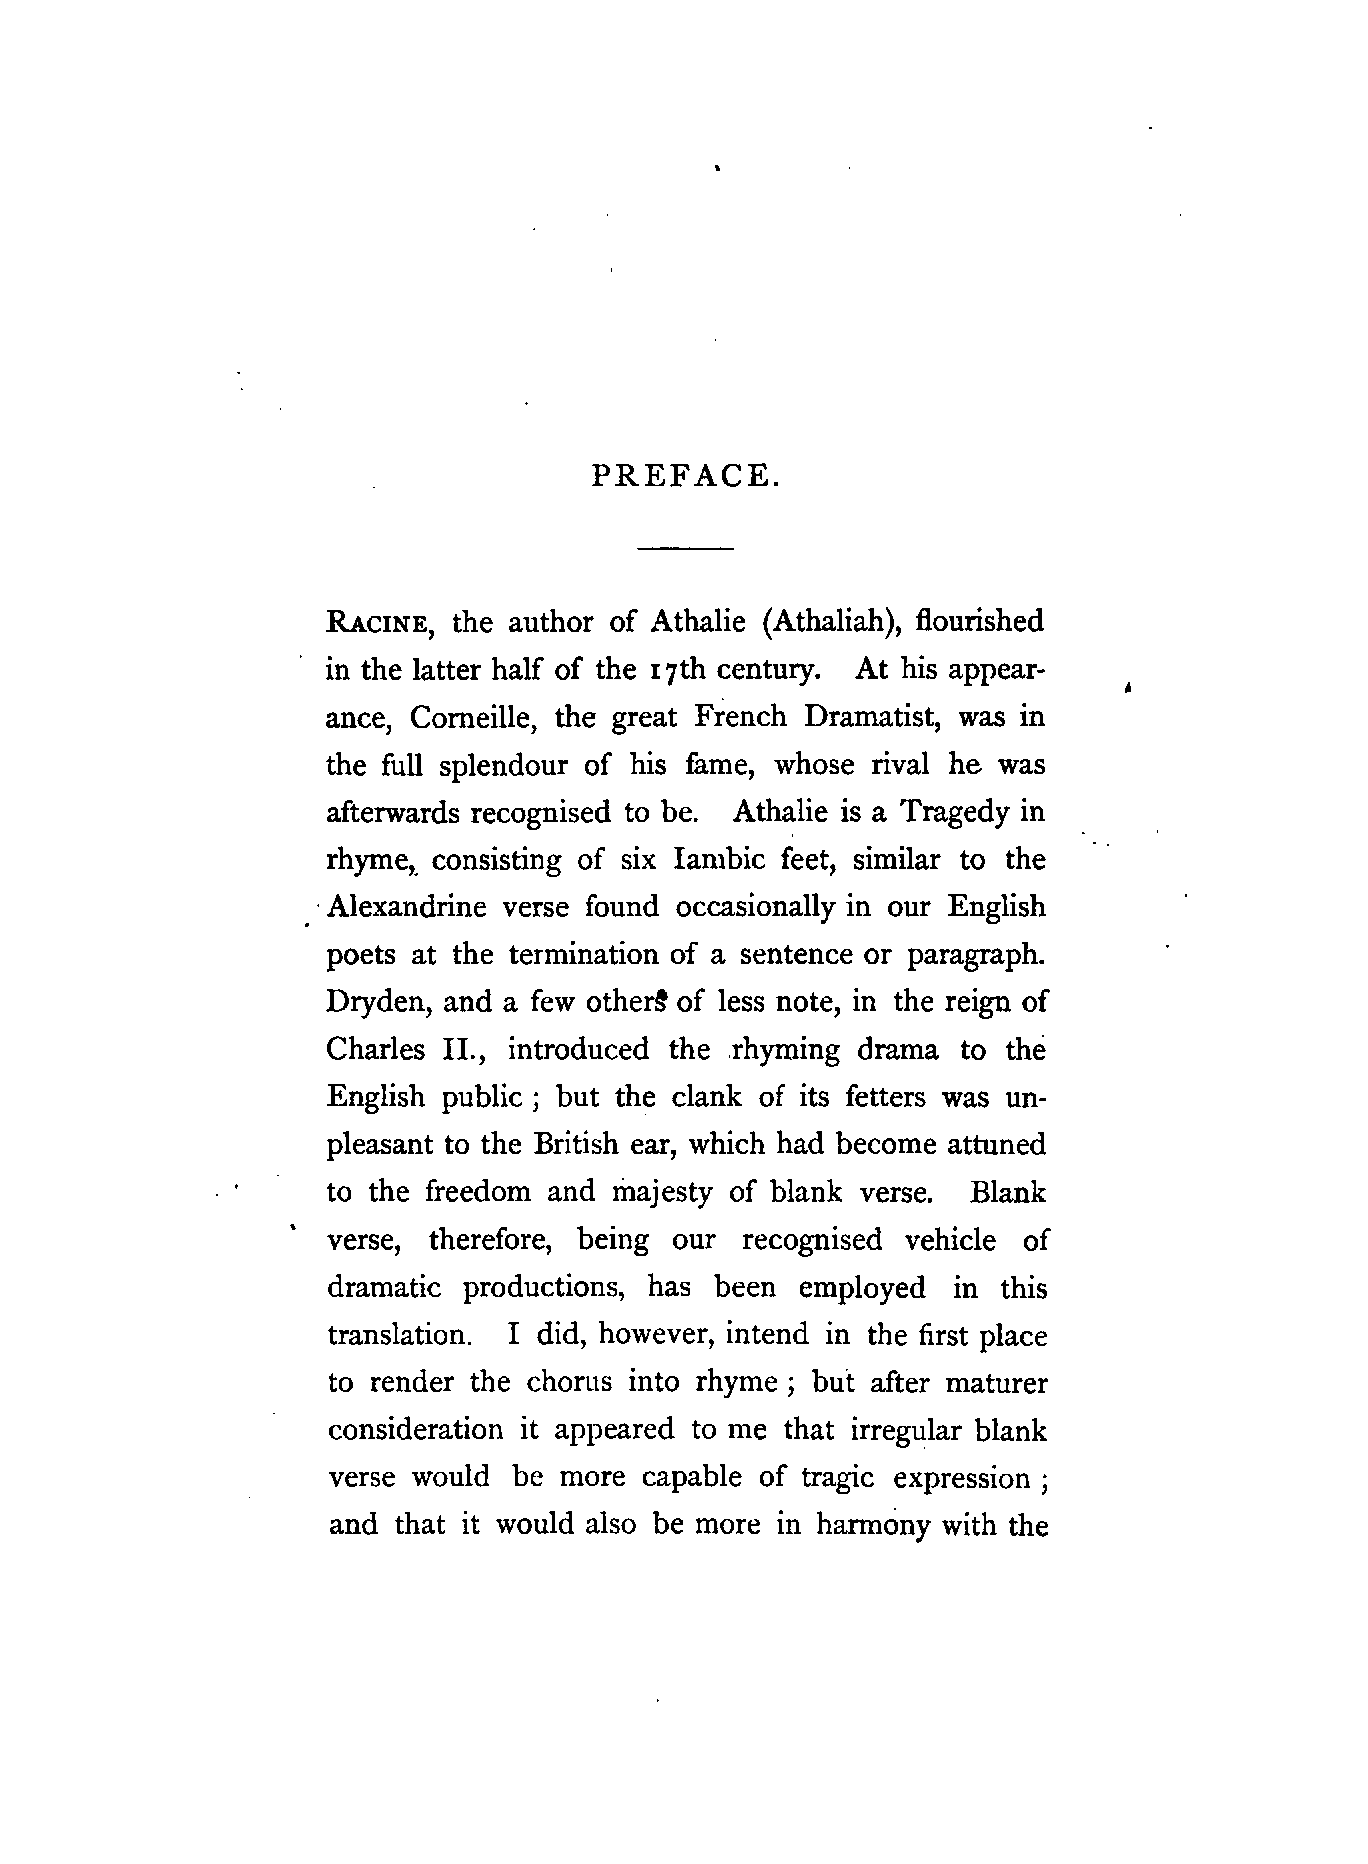 PREFACE.
RACINE, the author of Athalie (Athaliah), flourished
in the latter half of the 17th century. At his appear-
ance, Corneille, the great French Dramatist, was in
the full splendour of his fame, whose rival he was
afterwards recognised to be. Athalie is a Tragedy in
rhyme, consisting of six Iambic feet, similar to the
Alexandrine verse found occasionally in our English
poets at the termination of a sentence or paragraph.
Dryden, and a few others of less note, in the reign of
Charles II., introduced the rhyming drama to the
English public ; but the clank of its fetters was un-
pleasant to the British ear, which had become attuned
to the freedom and majesty of blank verse. Blank
verse, therefore, being our recognised vehicle of
dramatic productions, has been employed in this
translation. I did, however, intend in the first place
to render the chorus into rhyme ; but after maturer
consideration it appeared to me that irregular blank
verse would be more capable of tragic expression ;
and that it would also be more in harmony with the